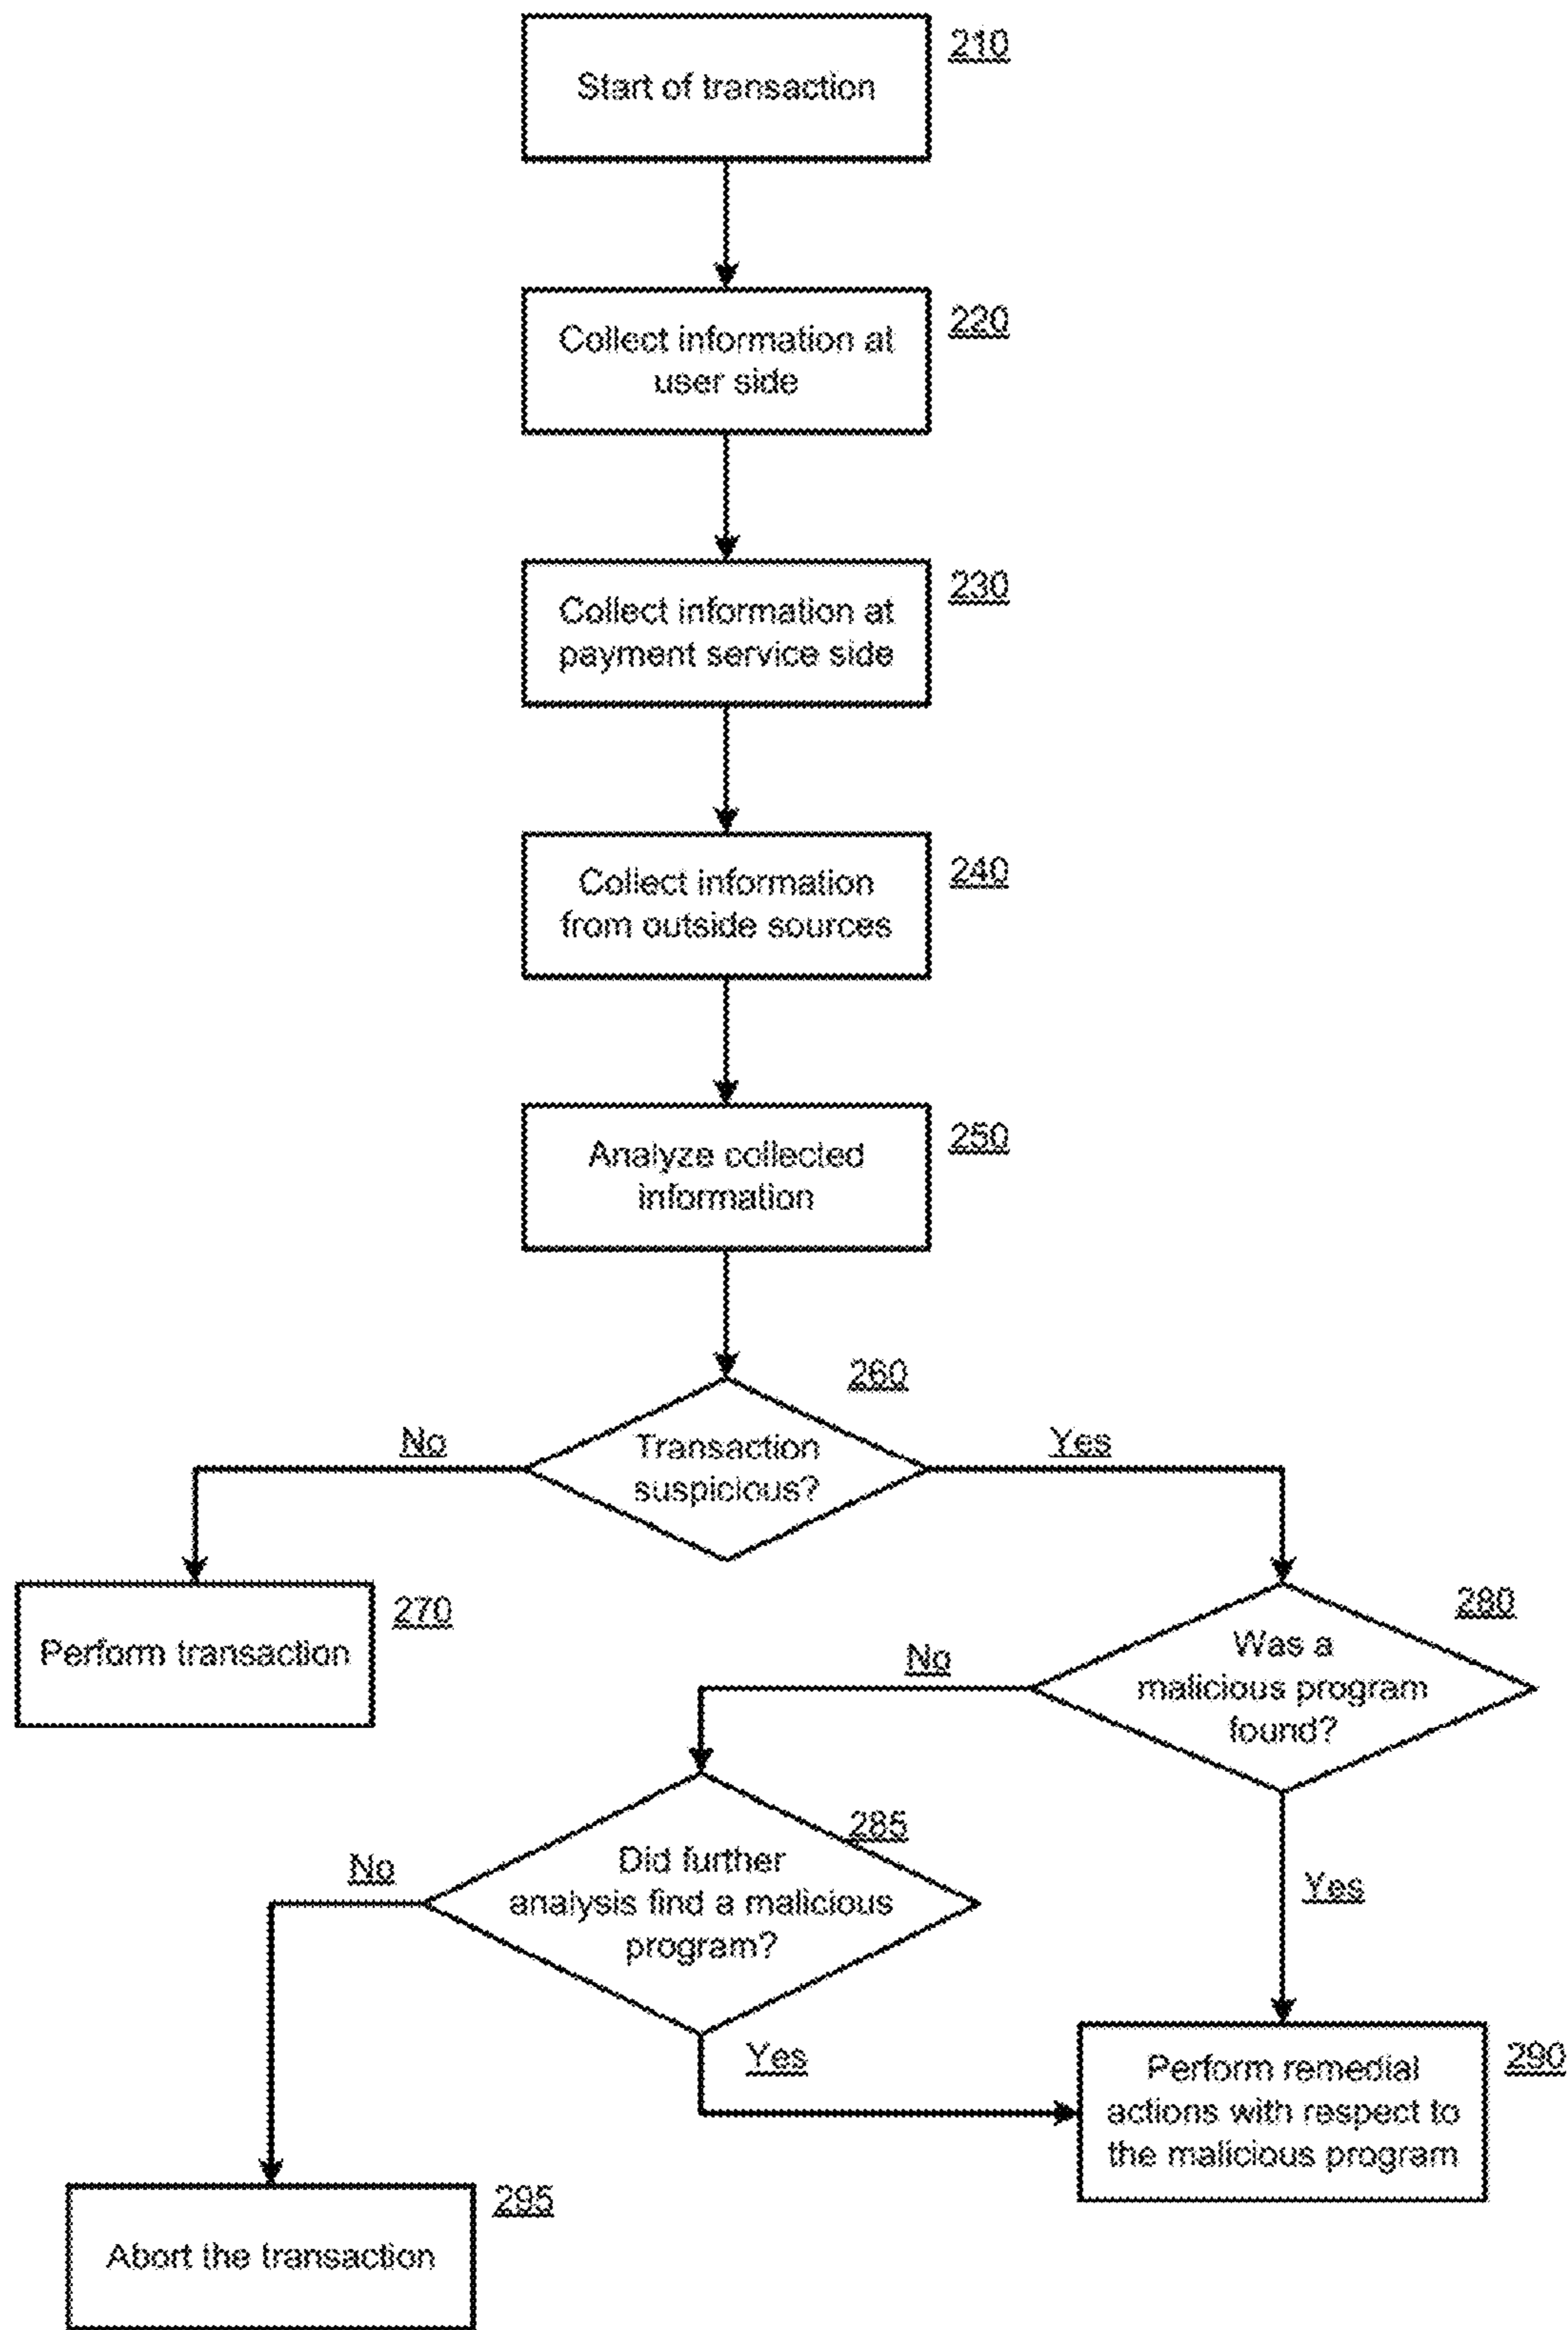 Start of transaction
210
Collect information at
user side
220
Collect information at
payment service side
230
Collect information
from outside sources
240
Analyze collected
information
250
260
Transaction
suspicious?
No
Yes
Perform transaction
270
280
Was a
malicious program
found?
No
Yes
285
Did further
analysis find a malicious
program?
No
Yes
Perform remedial
actions with respect to
the malicious program
290
Abort the transaction
295